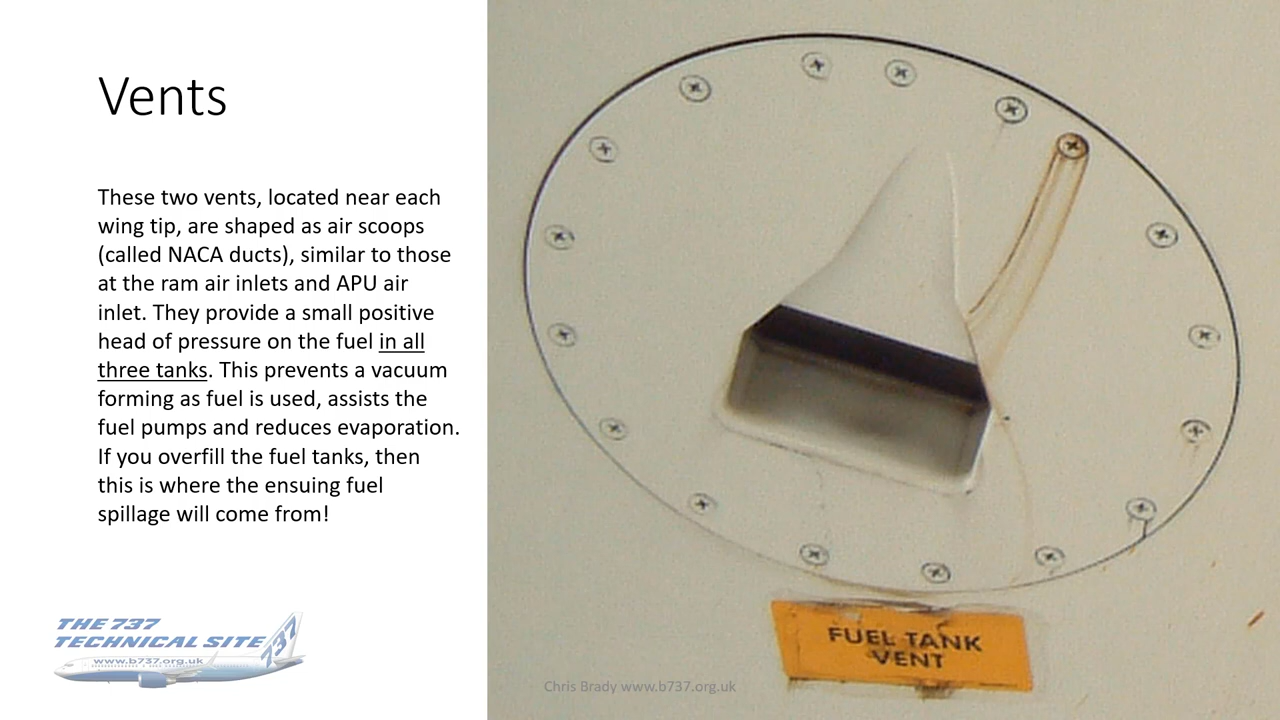 Vents
These two vents, located near each
wing tip, are shaped as air scoops
(called NACA ducts), similar to those
at the ram air inlets and APU air
inlet. They provide a small positive
head of pressure on the fuel in all
three tanks. This prevents a vacuum
forming as fuel is used, assists the
fuel pumps and reduces evaporation.
If you overfill the fuel tanks, then
this is where the ensuing fuel
spillage will come from!
THE 737
TECHNICAL SITE
737
www.b737.org.uk
FUEL TANK
VENT
Chris Brady www.b737.org.uk